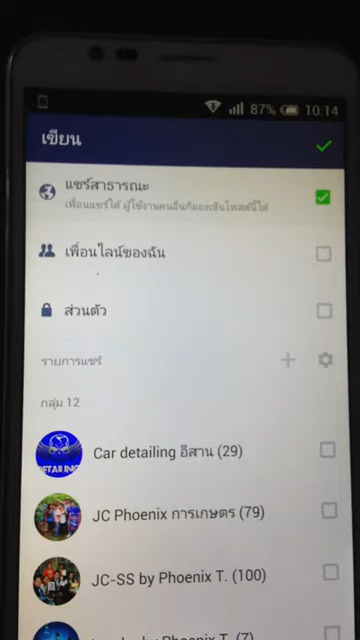 87% 10:14
เขียน
แชร์สาธารณะ
เพื่อนแชร์ได้ ผู้ใช้งานคนอื่นก็มองเห็นโพสต์นี้ได้
เพื่อนไลน์ของฉัน
ส่วนตัว
รายการแชร์
กลุ่ม 12
Car detailing อีสาน (29)
JC Phoenix การเกษตร (79)
JC-SS by Phoenix T. (100)
by Phoenix T. (7)